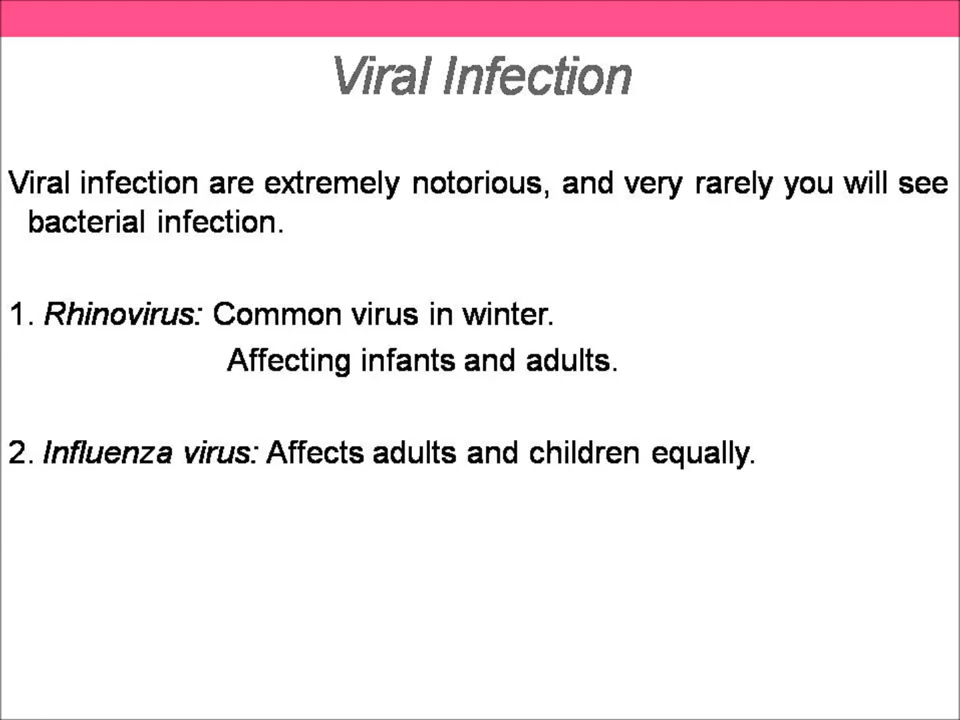 Viral Infection
Viral infection are extremely notorious, and very rarely you will see
bacterial infection.
1. Rhinovirus: Common virus in winter.
Affecting infants and adults.
2. Influenza virus: Affects adults and children equally.